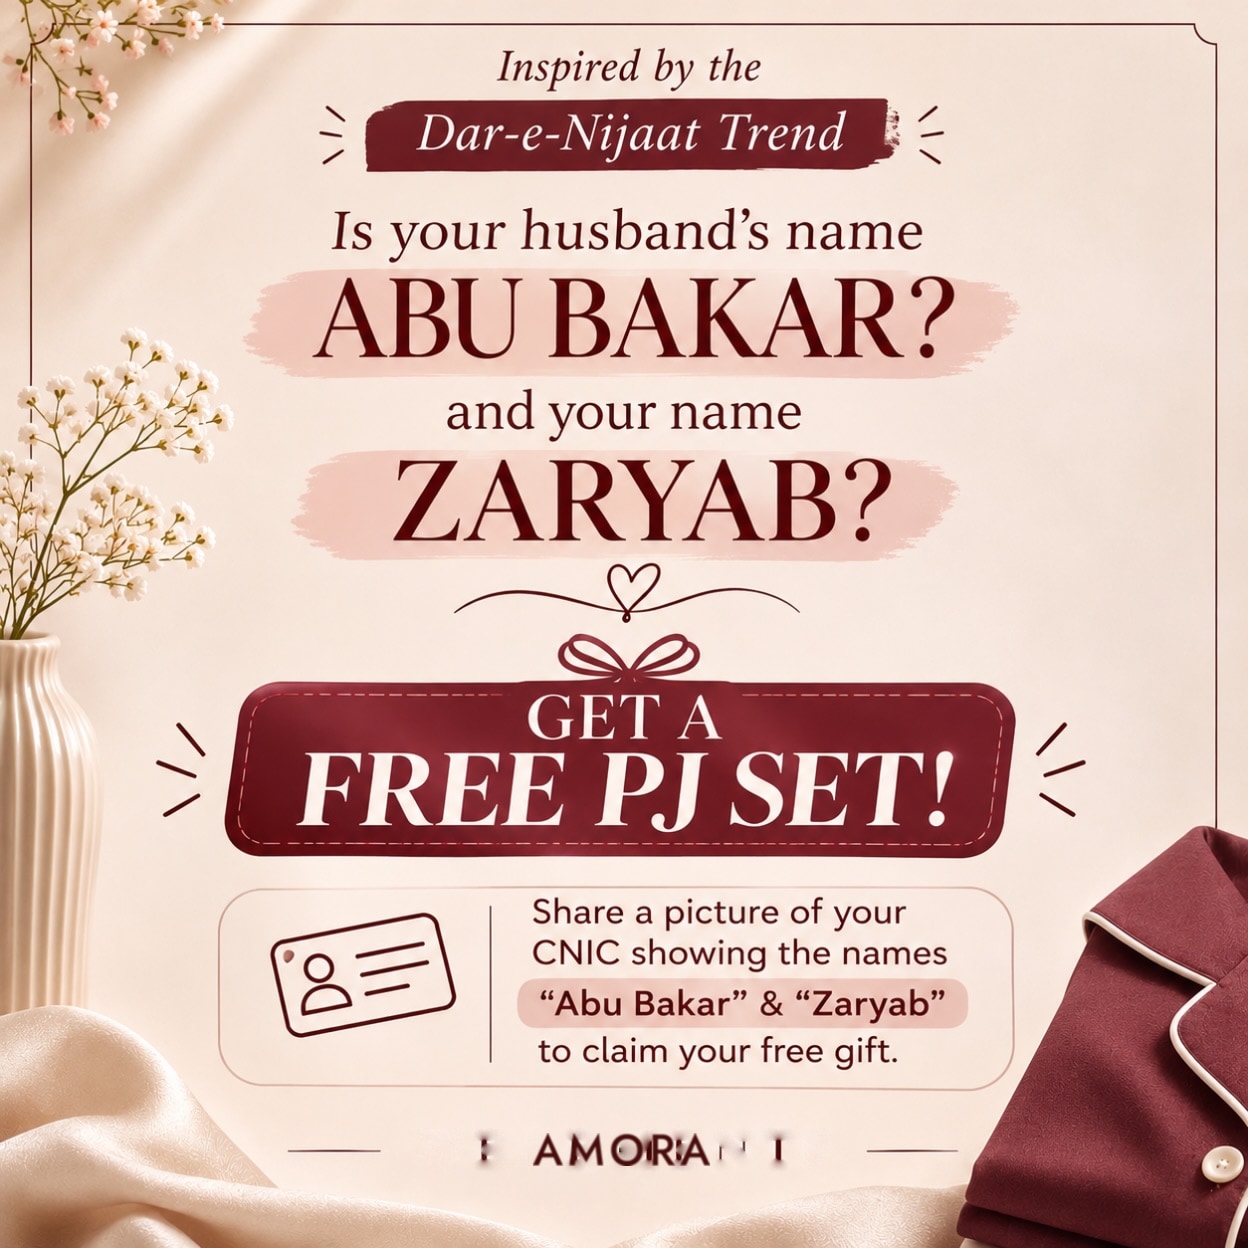 Inspired by the
Dar-e-Nijaat Trend
Is your husband's name
ABU BAKAR?
and your name
ZARYAB?
GET A
FREE PJ SET!
Share a picture of your
CNIC showing the names
"Abu Bakar" & "Zaryab"
to claim your free gift.
AMORA